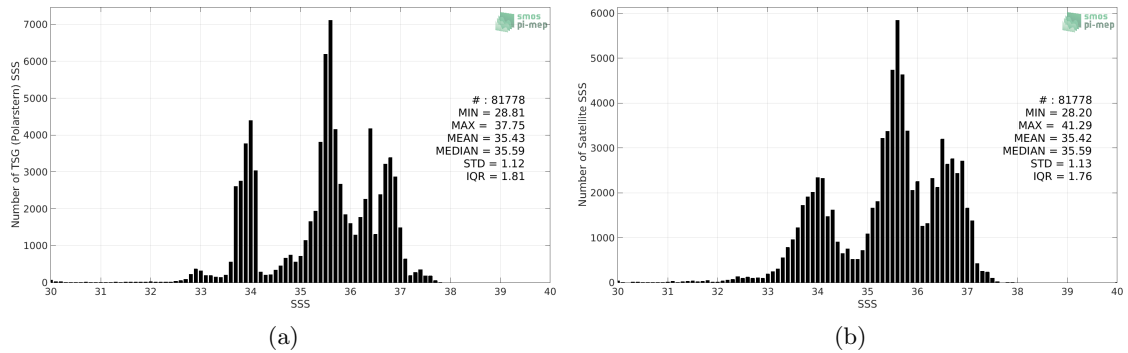 smos
pi-mep
Number of TSG (Polarstern) SSS
7000
6000
5000
4000
3000
2000
1000
0
# : 81778
MIN = 28.81
MAX = 37.75
MEAN = 35.43
MEDIAN = 35.59
STD = 1.12
IQR = 1.81
30 31 32 33 34 35 36 37 38 39 40
SSS
(a)
smos
pi-mep
Number of Satellite SSS
6000
5000
4000
3000
2000
1000
0
# : 81778
MIN = 28.20
MAX = 41.29
MEAN = 35.42
MEDIAN = 35.59
STD = 1.13
IQR = 1.76
30 31 32 33 34 35 36 37 38 39 40
SSS
(b)